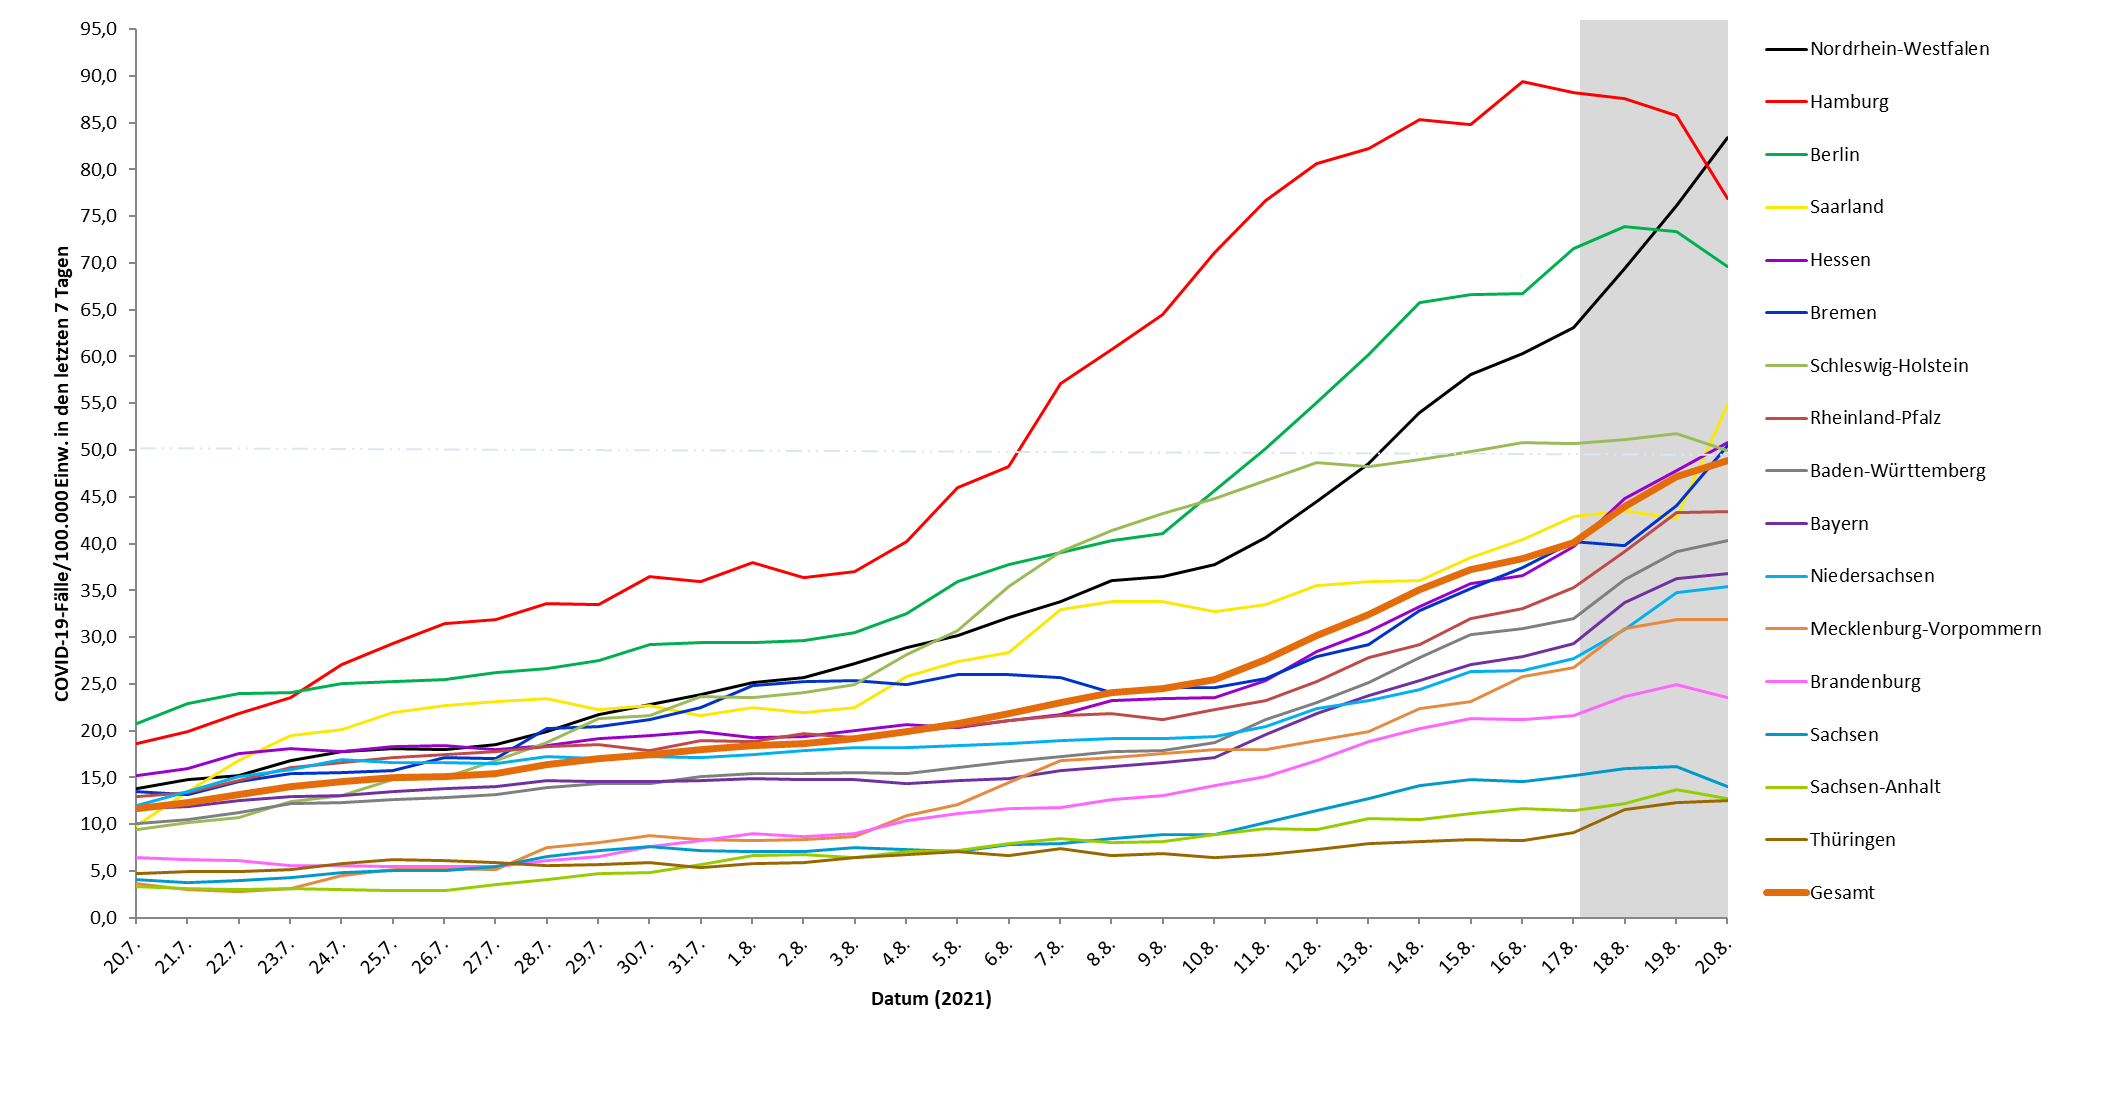 95,0
90,0
85,0
80,0
75,0
70,0
65,0
60,0
55,0
50,0
45,0
40,0
35,0
30,0
25,0
20,0
15,0
10,0
5,0
0,0
COVID-19-Fälle/100.000 Einw. in den letzten 7 Tagen
20.7.
21.7.
22.7.
23.7.
24.7.
25.7.
26.7.
27.7.
28.7.
29.7.
30.7.
31.7.
1.8.
2.8.
3.8.
4.8.
5.8.
6.8.
7.8.
8.8.
9.8.
10.8.
11.8.
12.8.
13.8.
14.8.
15.8.
16.8.
17.8.
18.8.
19.8.
20.8.
Datum (2021)
Nordrhein-Westfalen
Hamburg
Berlin
Saarland
Hessen
Bremen
Schleswig-Holstein
Rheinland-Pfalz
Baden-Württemberg
Bayern
Niedersachsen
Mecklenburg-Vorpommern
Brandenburg
Sachsen
Sachsen-Anhalt
Thüringen
Gesamt